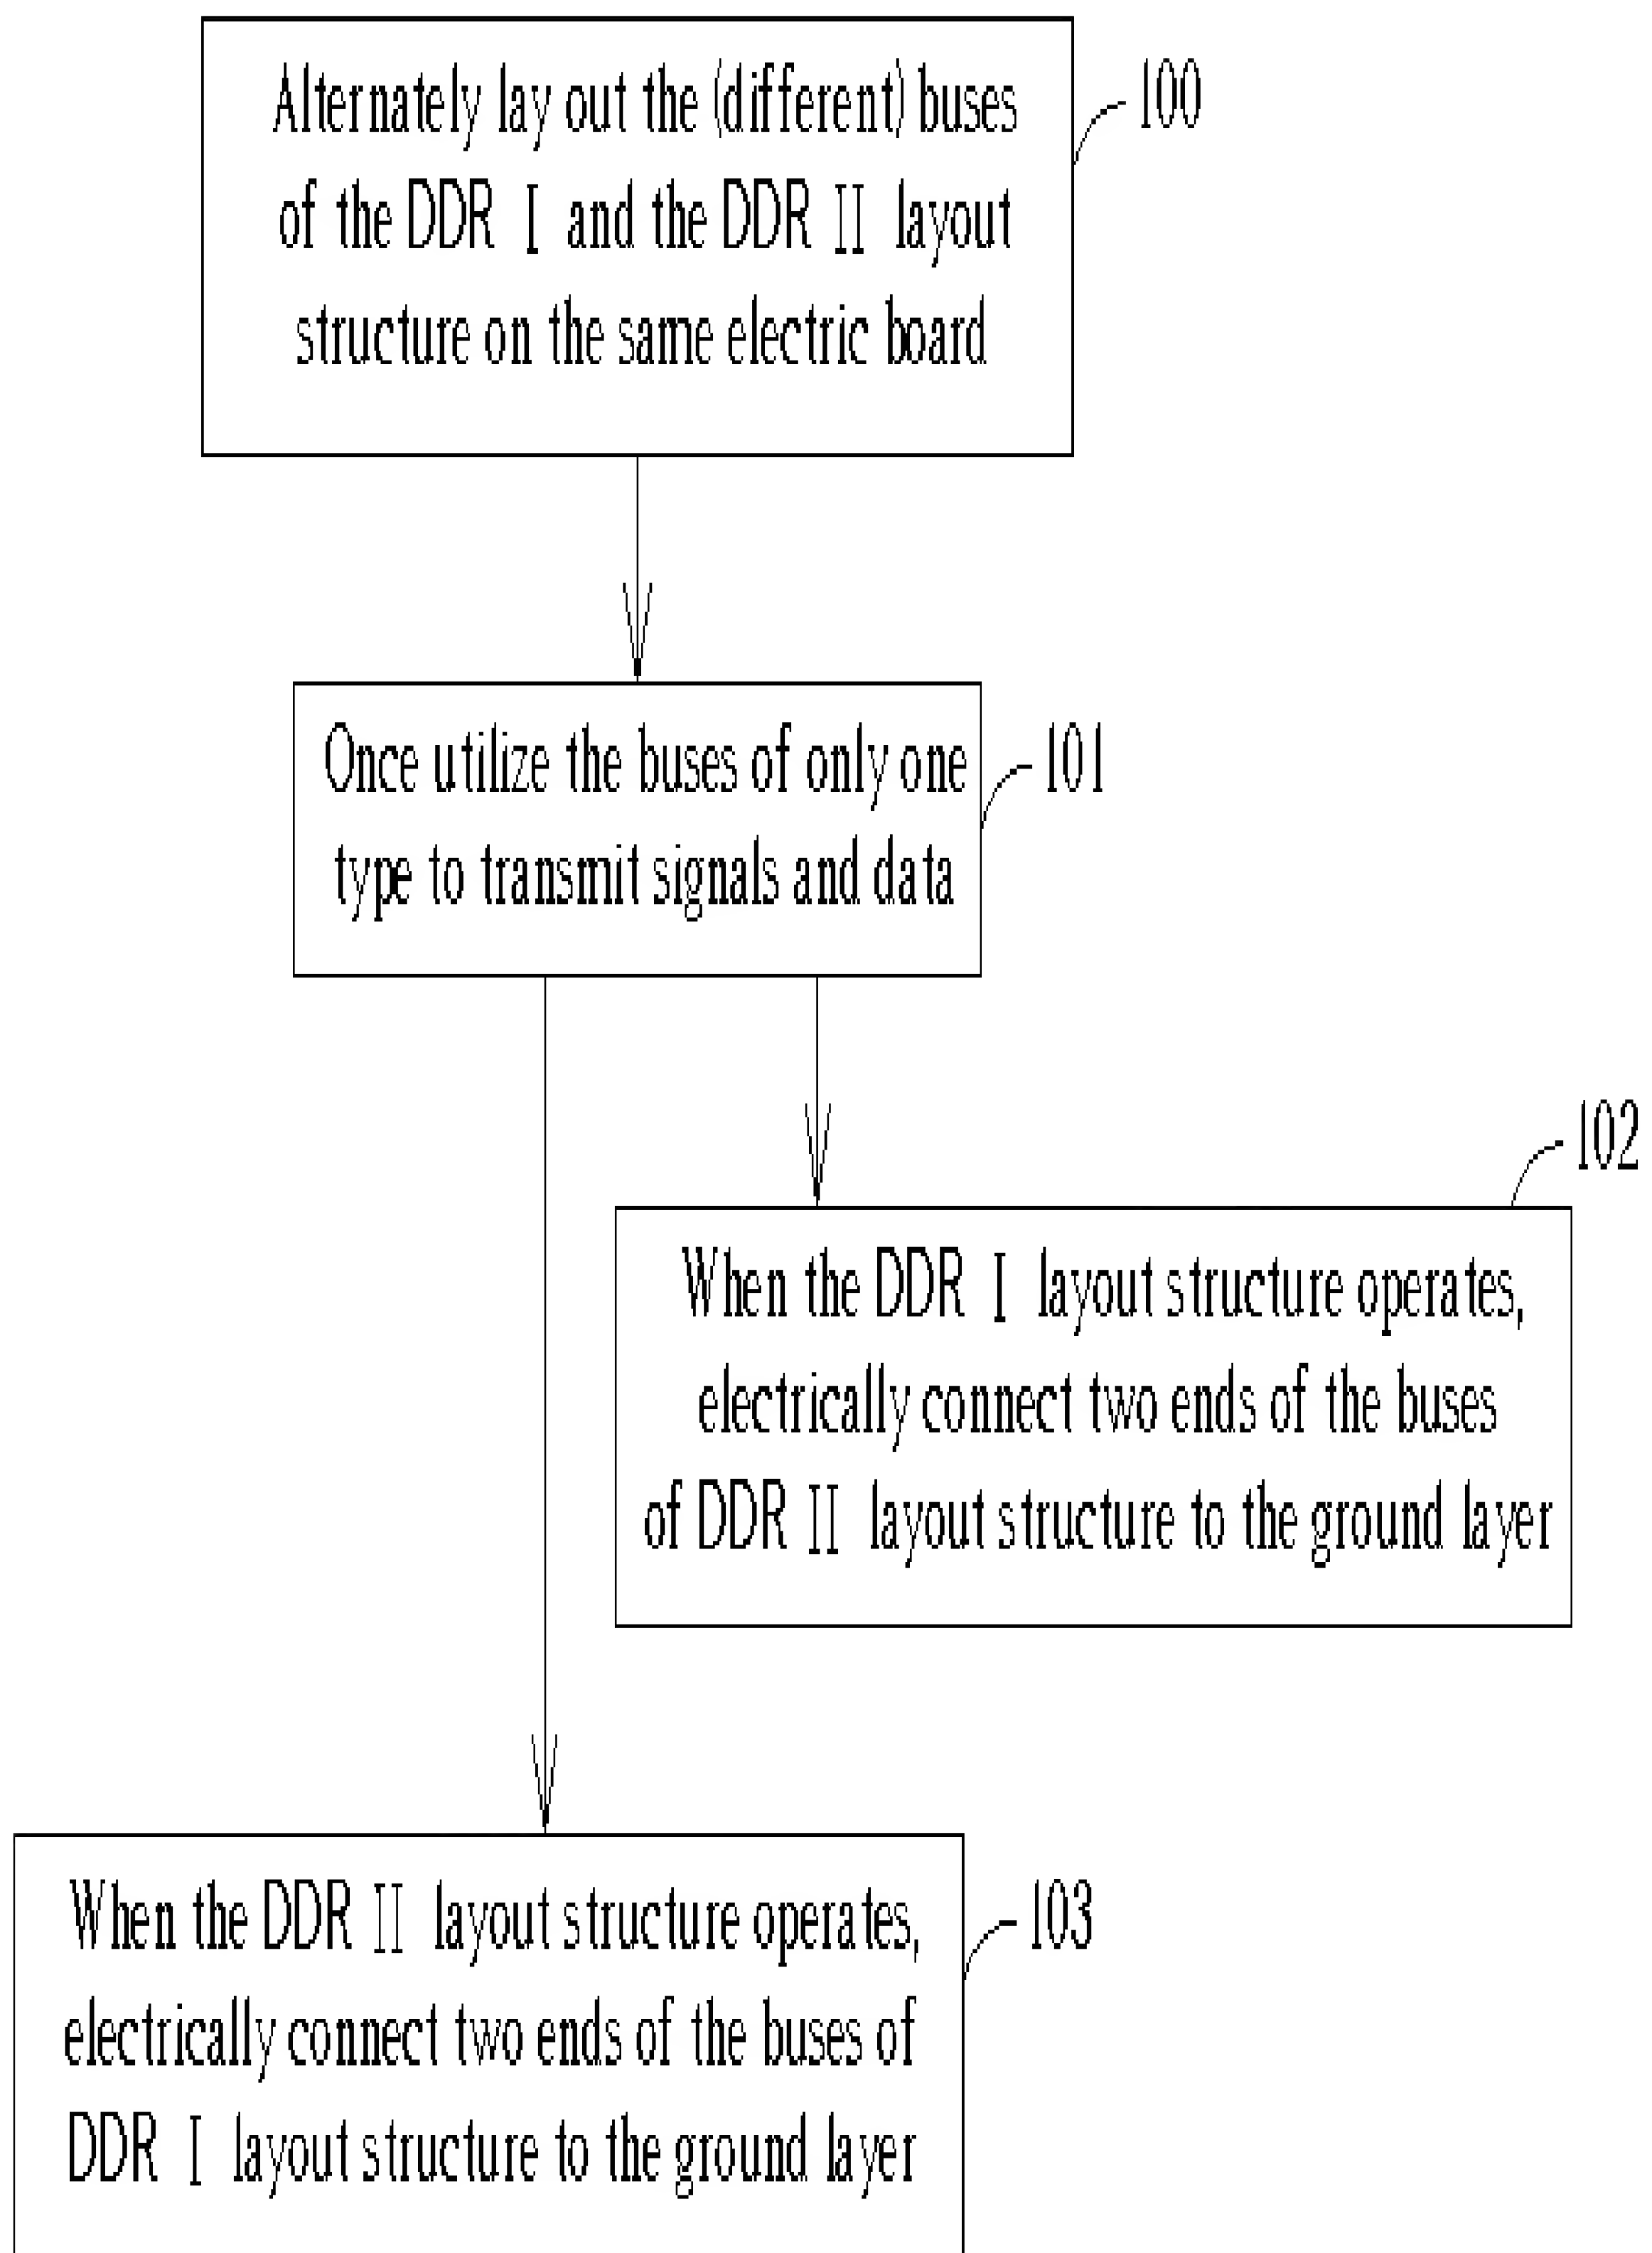 Alternately lay out the (different) buses
of the DDR I and the DDR II layout
structure on the same electric board
100
Once utilize the buses of only one
type to transmit signals and data
101
102
When the DDR I layout structure operates,
electrically connect two ends of the buses
of DDR II layout structure to the ground layer
When the DDR II layout structure operates,
electrically connect two ends of the buses of
DDR I layout structure to the ground layer
103